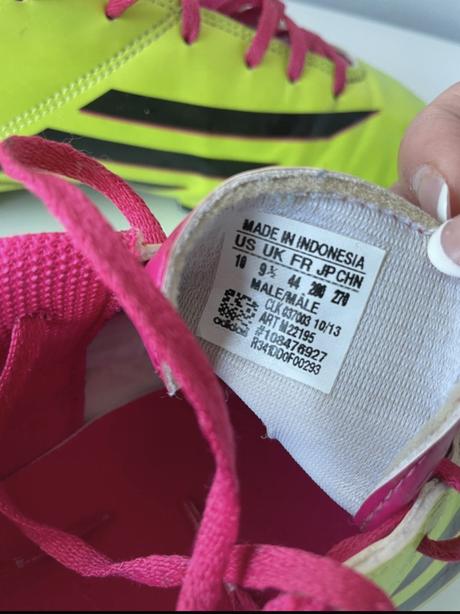 MADE IN INDONESIA
US UK FR JP CHN
10 9½ 44 280 270
MALE/MÂLE
CLK 037003 10/13
ART M22195
#108476927
R341DD0F00293
adidas